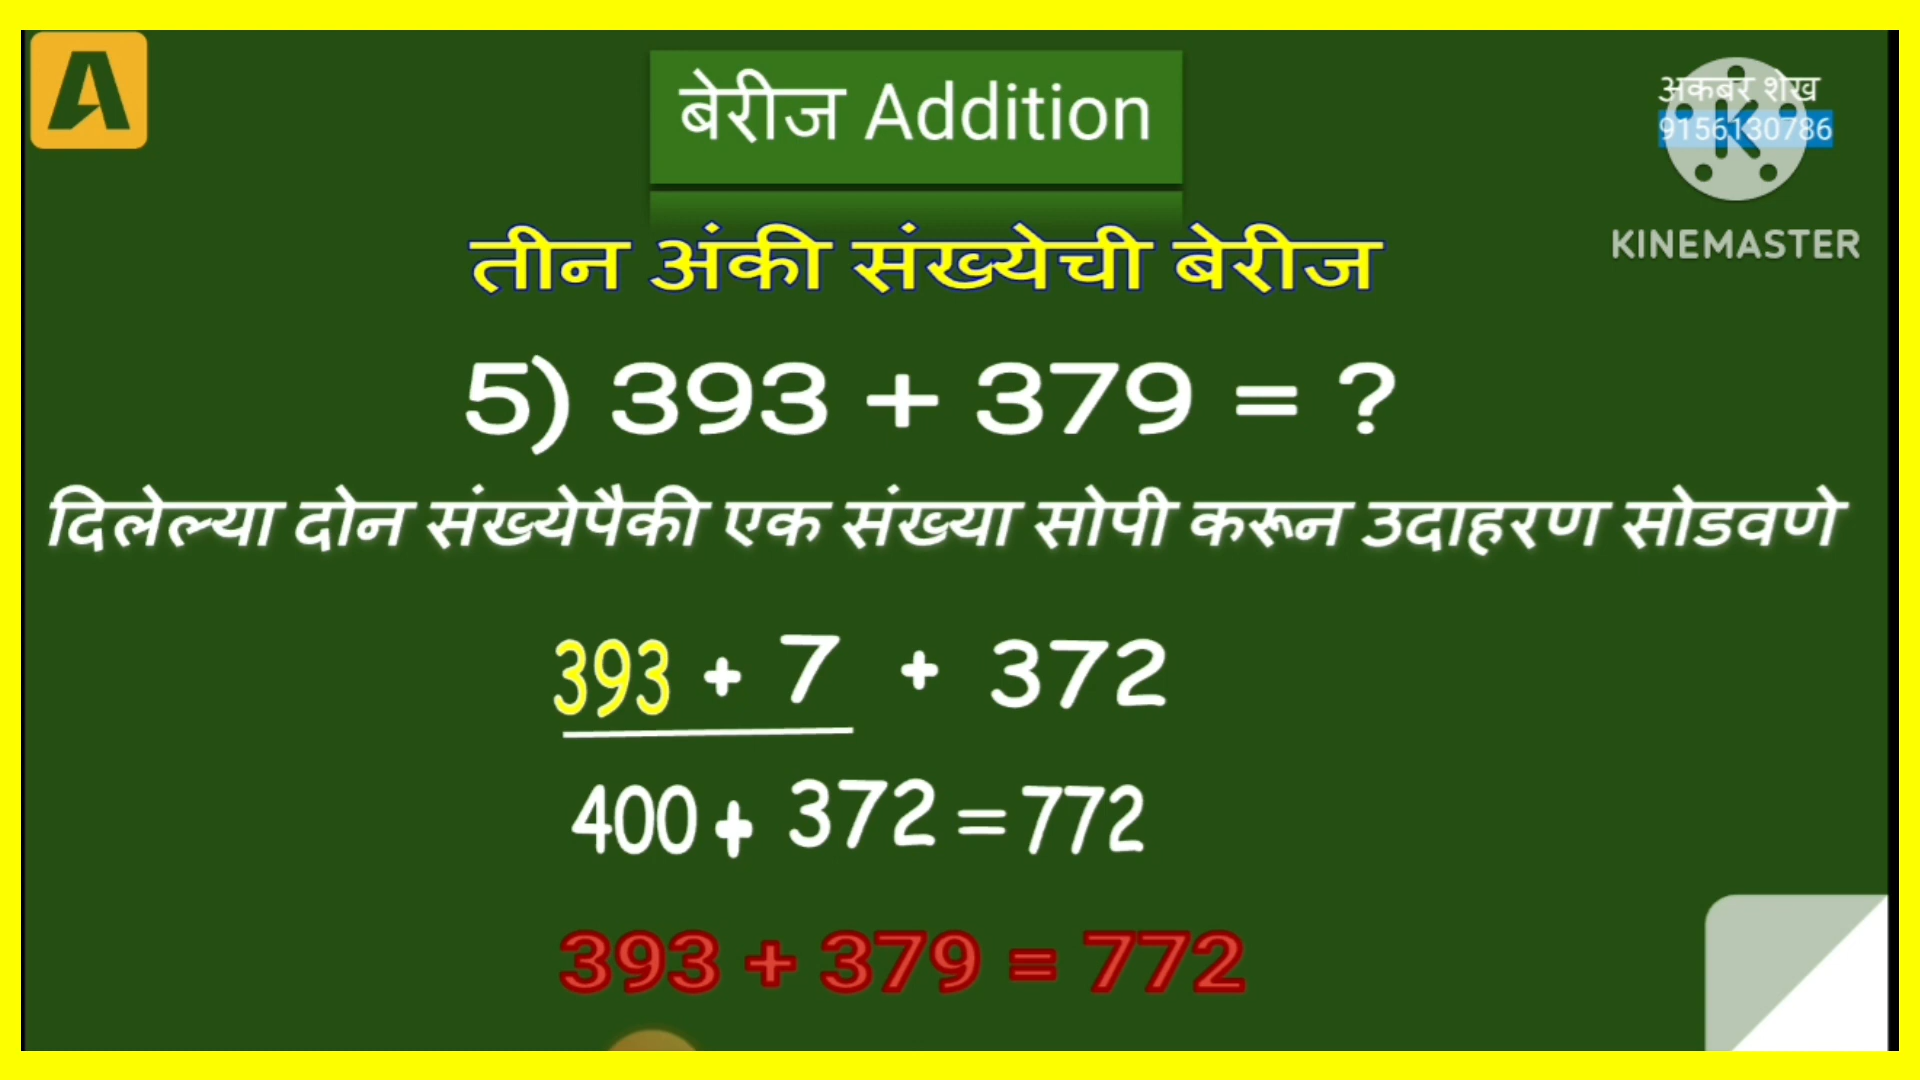 A
बेरीज Addition
अकबर शेख
9156130786
KINEMASTER
तीन अंकी संख्येची बेरीज
5) 393 + 379 = ?
दिलेल्या दोन संख्येपैकी एक संख्या सोपी करून उदाहरण सोडवणे
393 + 7 + 372
400 + 372 = 772
393 + 379 = 772